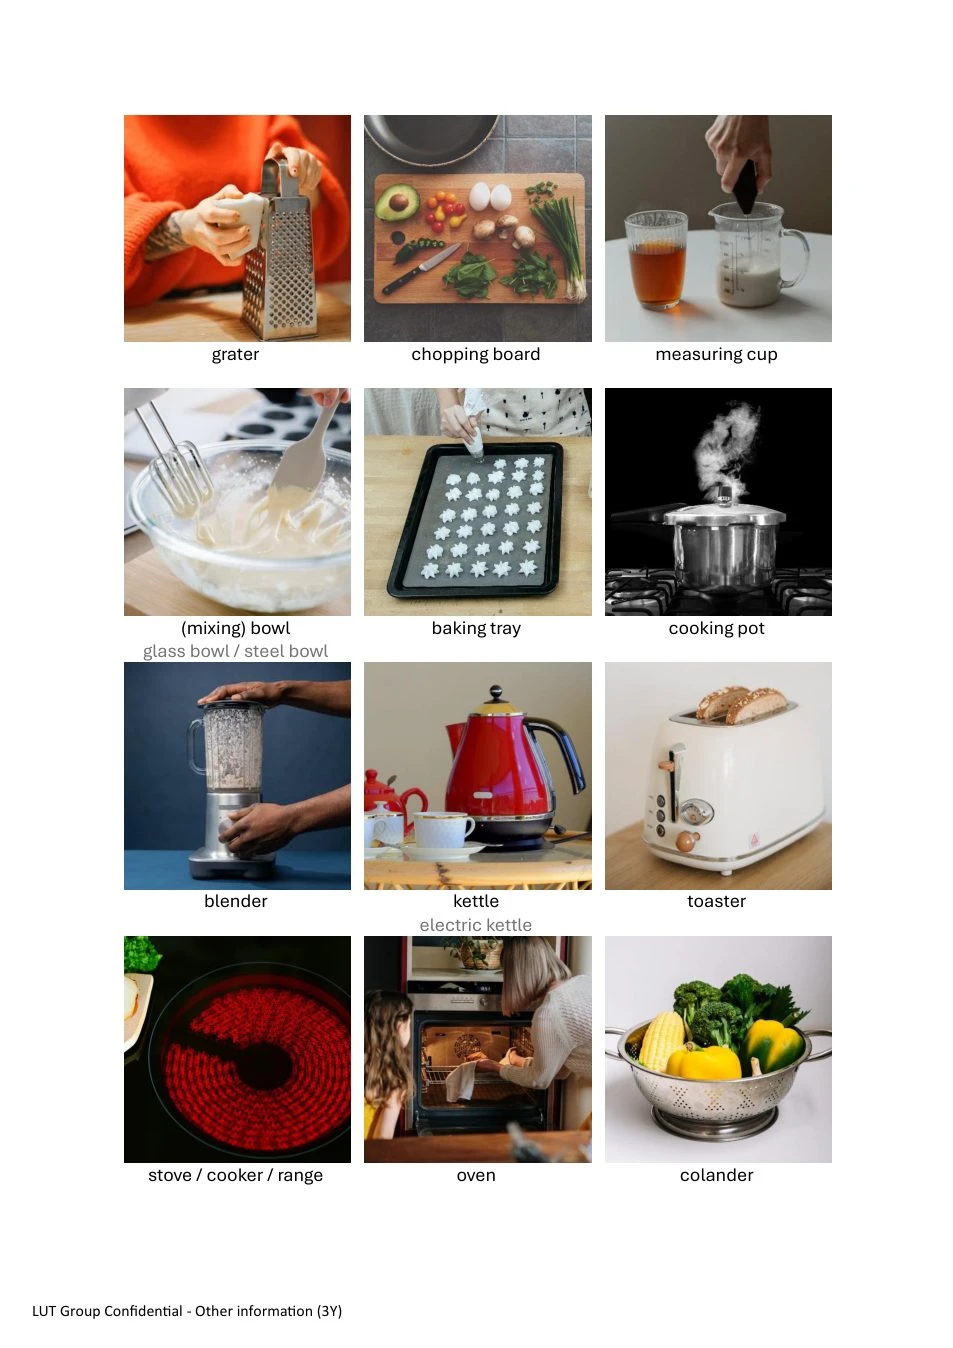 grater
chopping board
measuring cup
(mixing) bowl
glass bowl / steel bowl
baking tray
cooking pot
blender
kettle
electric kettle
toaster
stove / cooker / range
oven
colander
LUT Group Confidential - Other information (3Y)